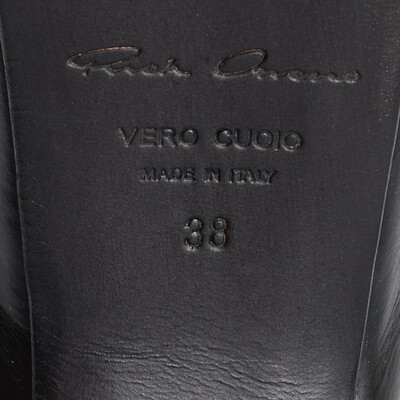 Rick Owens
VERO CUOIO
MADE IN ITALY
38